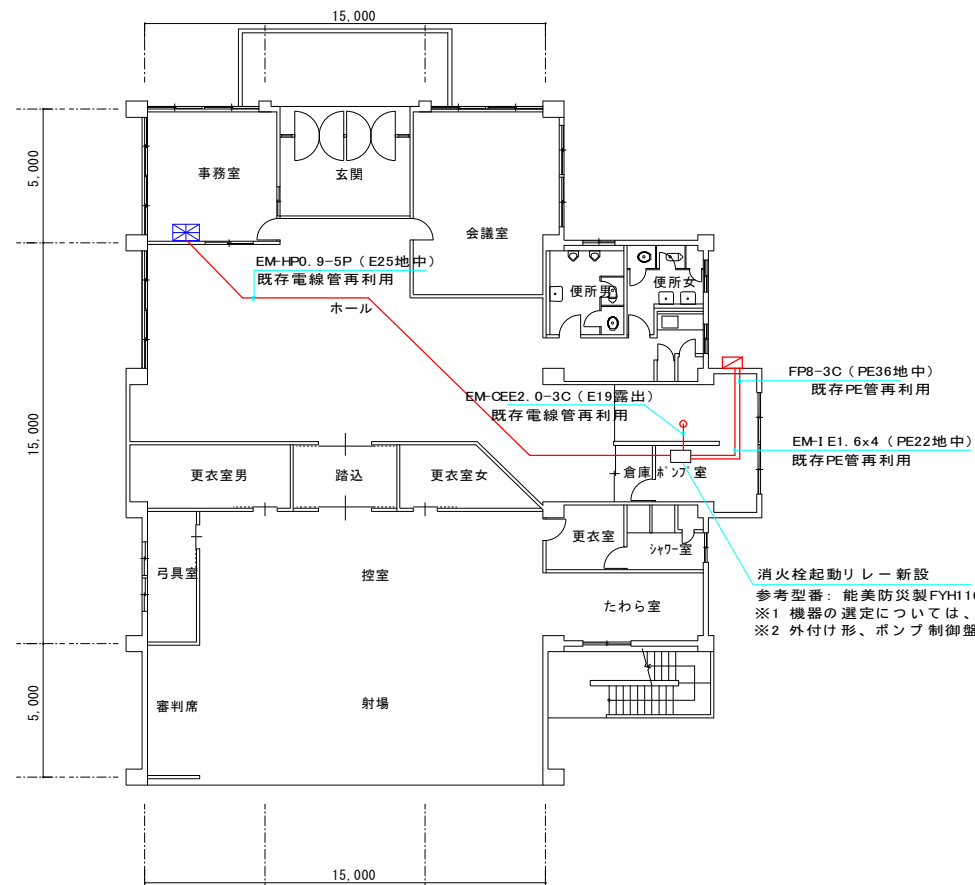 15,000
5,000
事務室
玄関
会議室
EM-HP0.9-5P(E25地中)
既存電線管再利用
ホール
便所男
便所女
15,000
FP8-3C(PE36地中)
既存PE管再利用
EM-CEE2.0-3C(E19露出)
既存電線管再利用
EM-IE1.6x4(PE22地中)
既存PE管再利用
更衣室男
踏込
更衣室女
倉庫
ポンプ室
更衣室
シャワー室
弓具室
控室
たわら室
消火栓起動リレー新設
参考型番:能美防災製FYH11
※1 機器の選定については、
※2 外付け形、ポンプ制御盤
5,000
審判席
射場
15,000